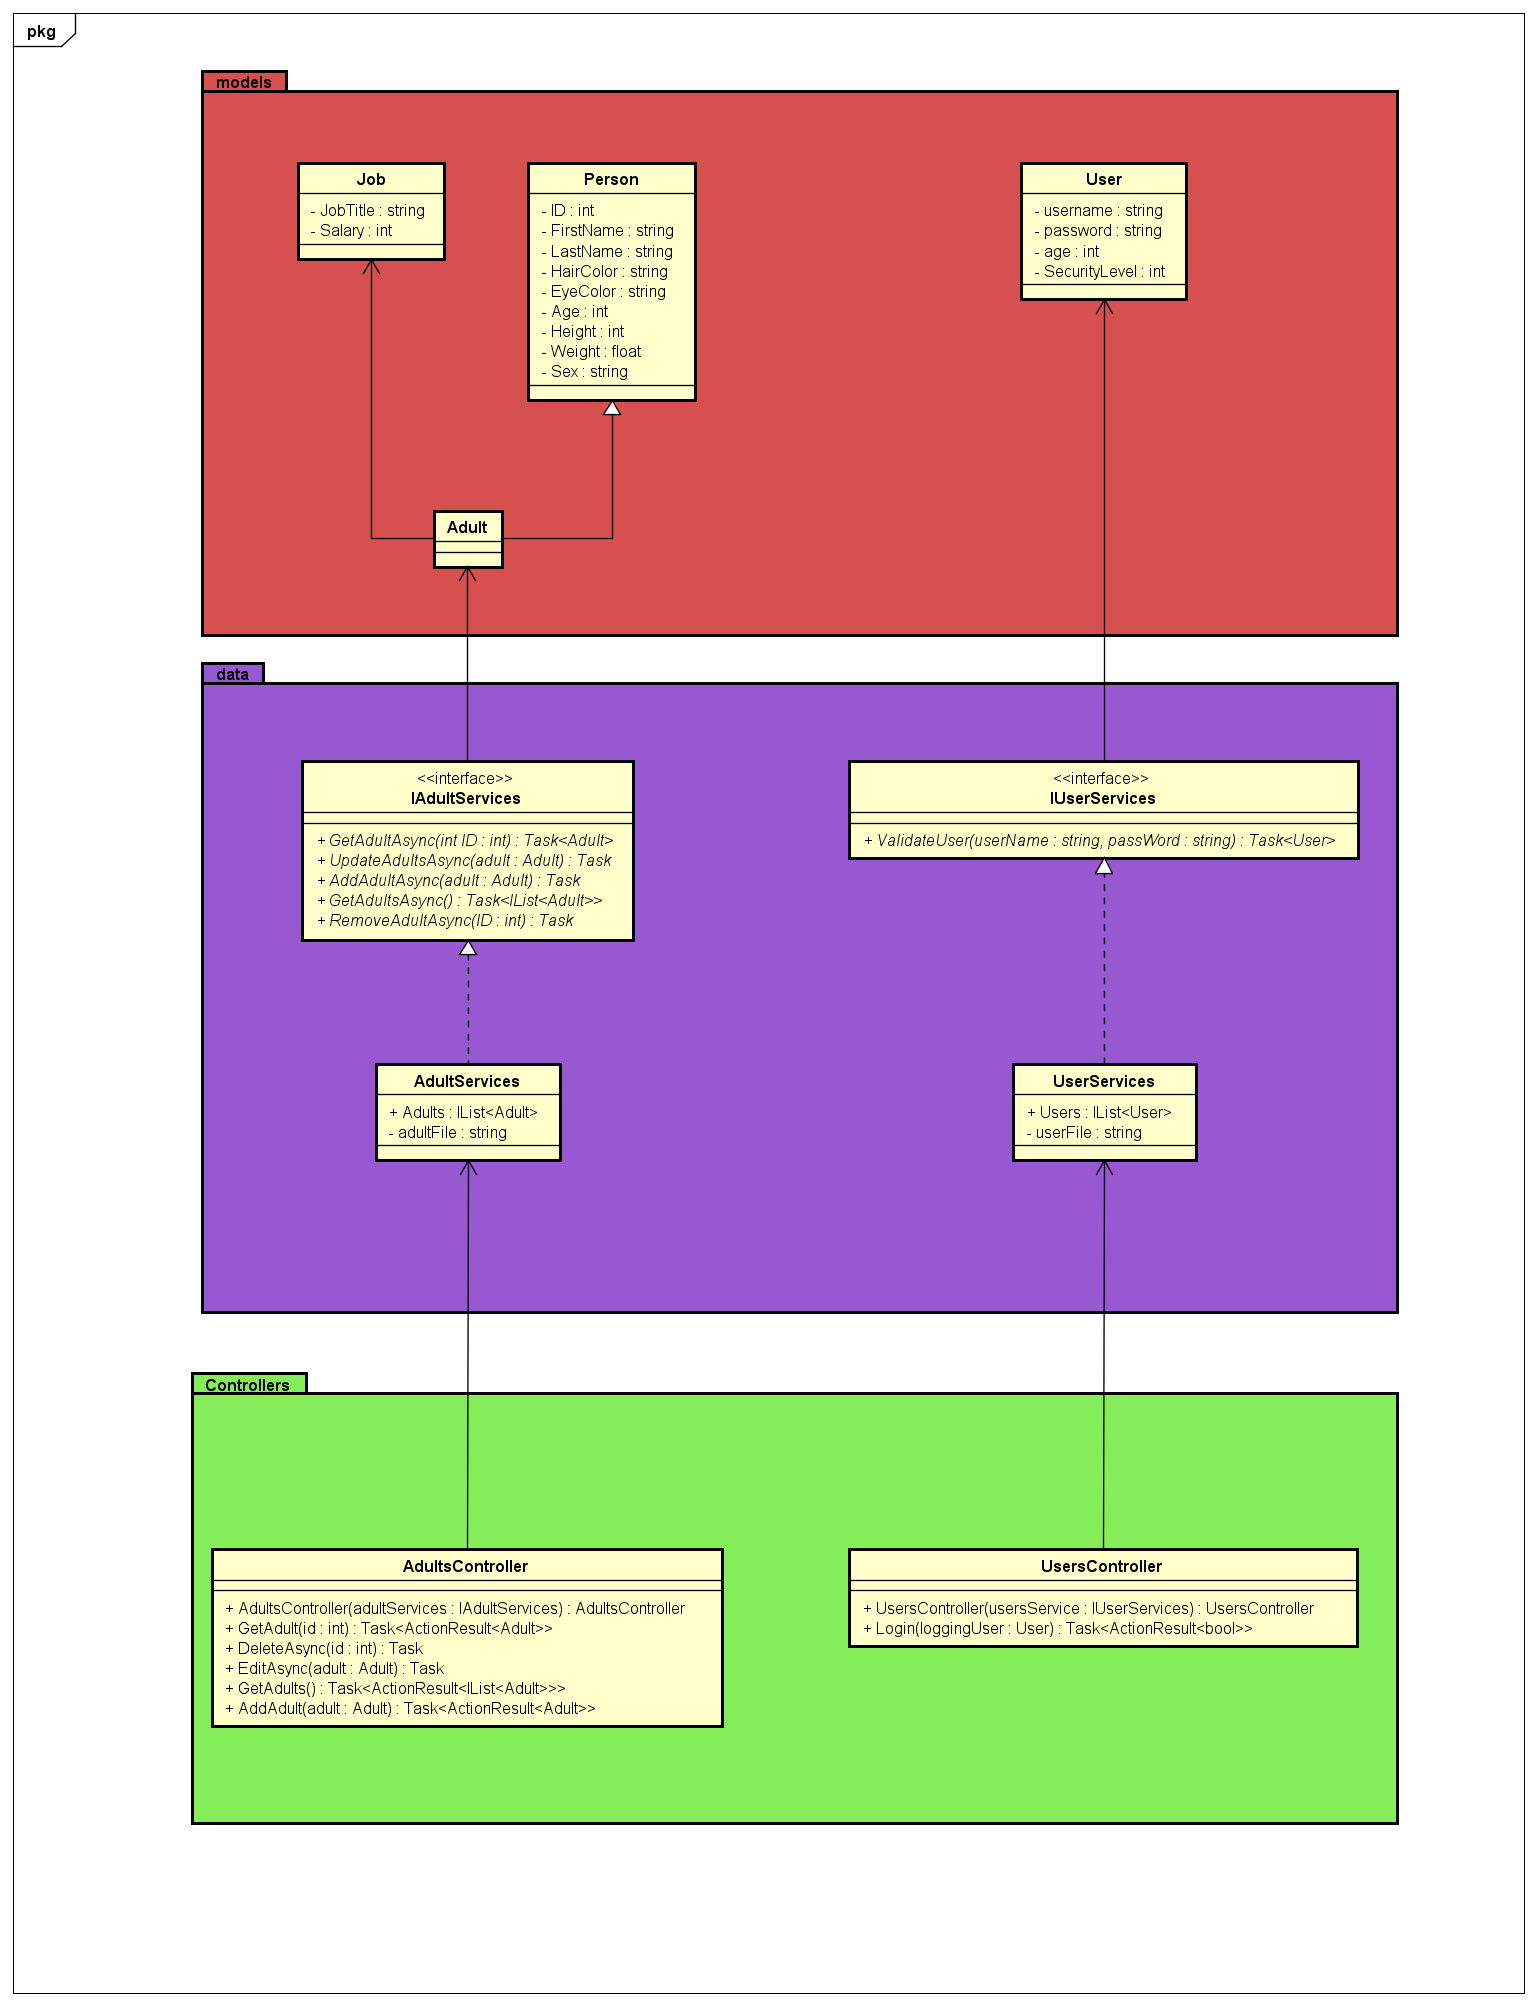 pkg
models
Job
- JobTitle : string
- Salary : int
Person
- ID : int
- FirstName : string
- LastName : string
- HairColor : string
- EyeColor : string
- Age : int
- Height : int
- Weight : float
- Sex : string
User
- username : string
- password : string
- age : int
- SecurityLevel : int
Adult
data
<<interface>>
IAdultServices
+ GetAdultAsync(int ID : int) : Task<Adult>
+ UpdateAdultsAsync(adult : Adult) : Task
+ AddAdultAsync(adult : Adult) : Task
+ GetAdultsAsync() : Task<IList<Adult>>
+ RemoveAdultAsync(ID : int) : Task
<<interface>>
IUserServices
+ ValidateUser(userName : string, passWord : string) : Task<User>
AdultServices
+ Adults : IList<Adult>
- adultFile : string
UserServices
+ Users : IList<User>
- userFile : string
Controllers
AdultsController
+ AdultsController(adultServices : IAdultServices) : AdultsController
+ GetAdult(id : int) : Task<ActionResult<Adult>>
+ DeleteAsync(id : int) : Task
+ EditAsync(adult : Adult) : Task
+ GetAdults() : Task<ActionResult<IList<Adult>>>
+ AddAdult(adult : Adult) : Task<ActionResult<Adult>>
UsersController
+ UsersController(usersService : IUserServices) : UsersController
+ Login(loggingUser : User) : Task<ActionResult<bool>>